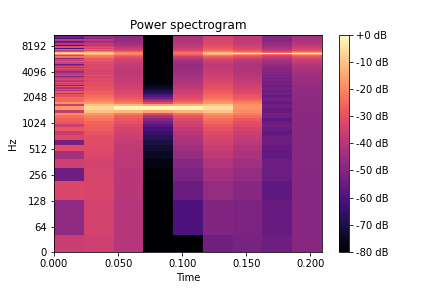 Power spectrogram
Hz
8192
4096
2048
1024
512
256
128
64
0
0.000 0.050 0.100 0.150 0.200
Time
+0 dB
-10 dB
-20 dB
-30 dB
-40 dB
-50 dB
-60 dB
-70 dB
-80 dB